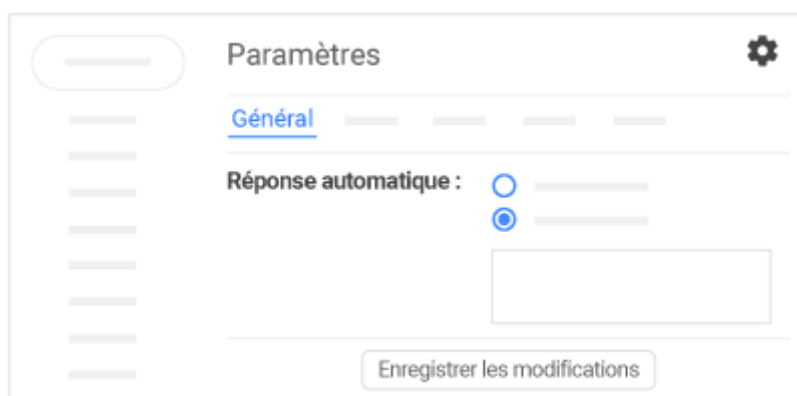 Paramètres
Général
Réponse automatique :
Enregistrer les modifications